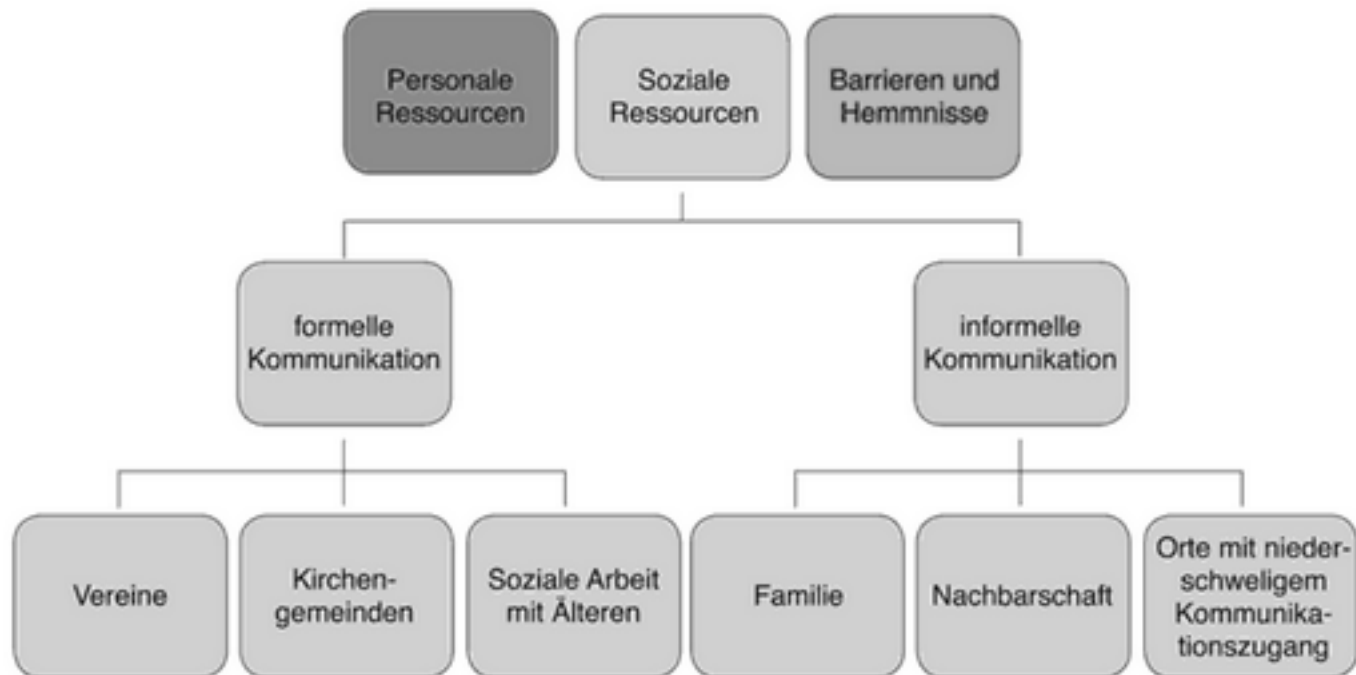 Personale
Ressourcen
Soziale
Ressourcen
Barrieren und
Hemmnisse
formelle
Kommunikation
informelle
Kommunikation
Vereine
Kirchen-
gemeinden
Soziale Arbeit
mit Älteren
Familie
Nachbarschaft
Orte mit nieder-
schweligem
Kommunika-
tionszugang